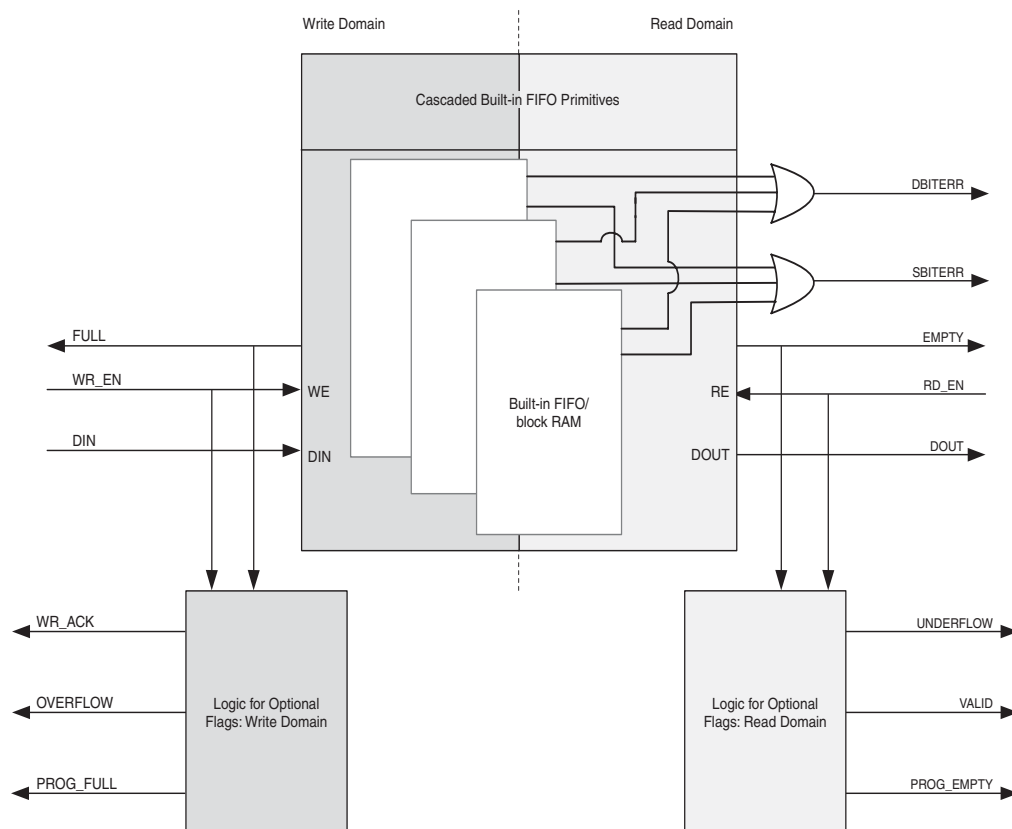 Write Domain
Read Domain
Cascaded Built-in FIFO Primitives
DBITERR
SBITERR
FULL
EMPTY
WR_EN
WE
RE
RD_EN
Built-in FIFO/
block RAM
DIN
DIN
DOUT
DOUT
WR_ACK
UNDERFLOW
OVERFLOW
Logic for Optional
Flags: Write Domain
Logic for Optional
Flags: Read Domain
VALID
PROG_FULL
PROG_EMPTY